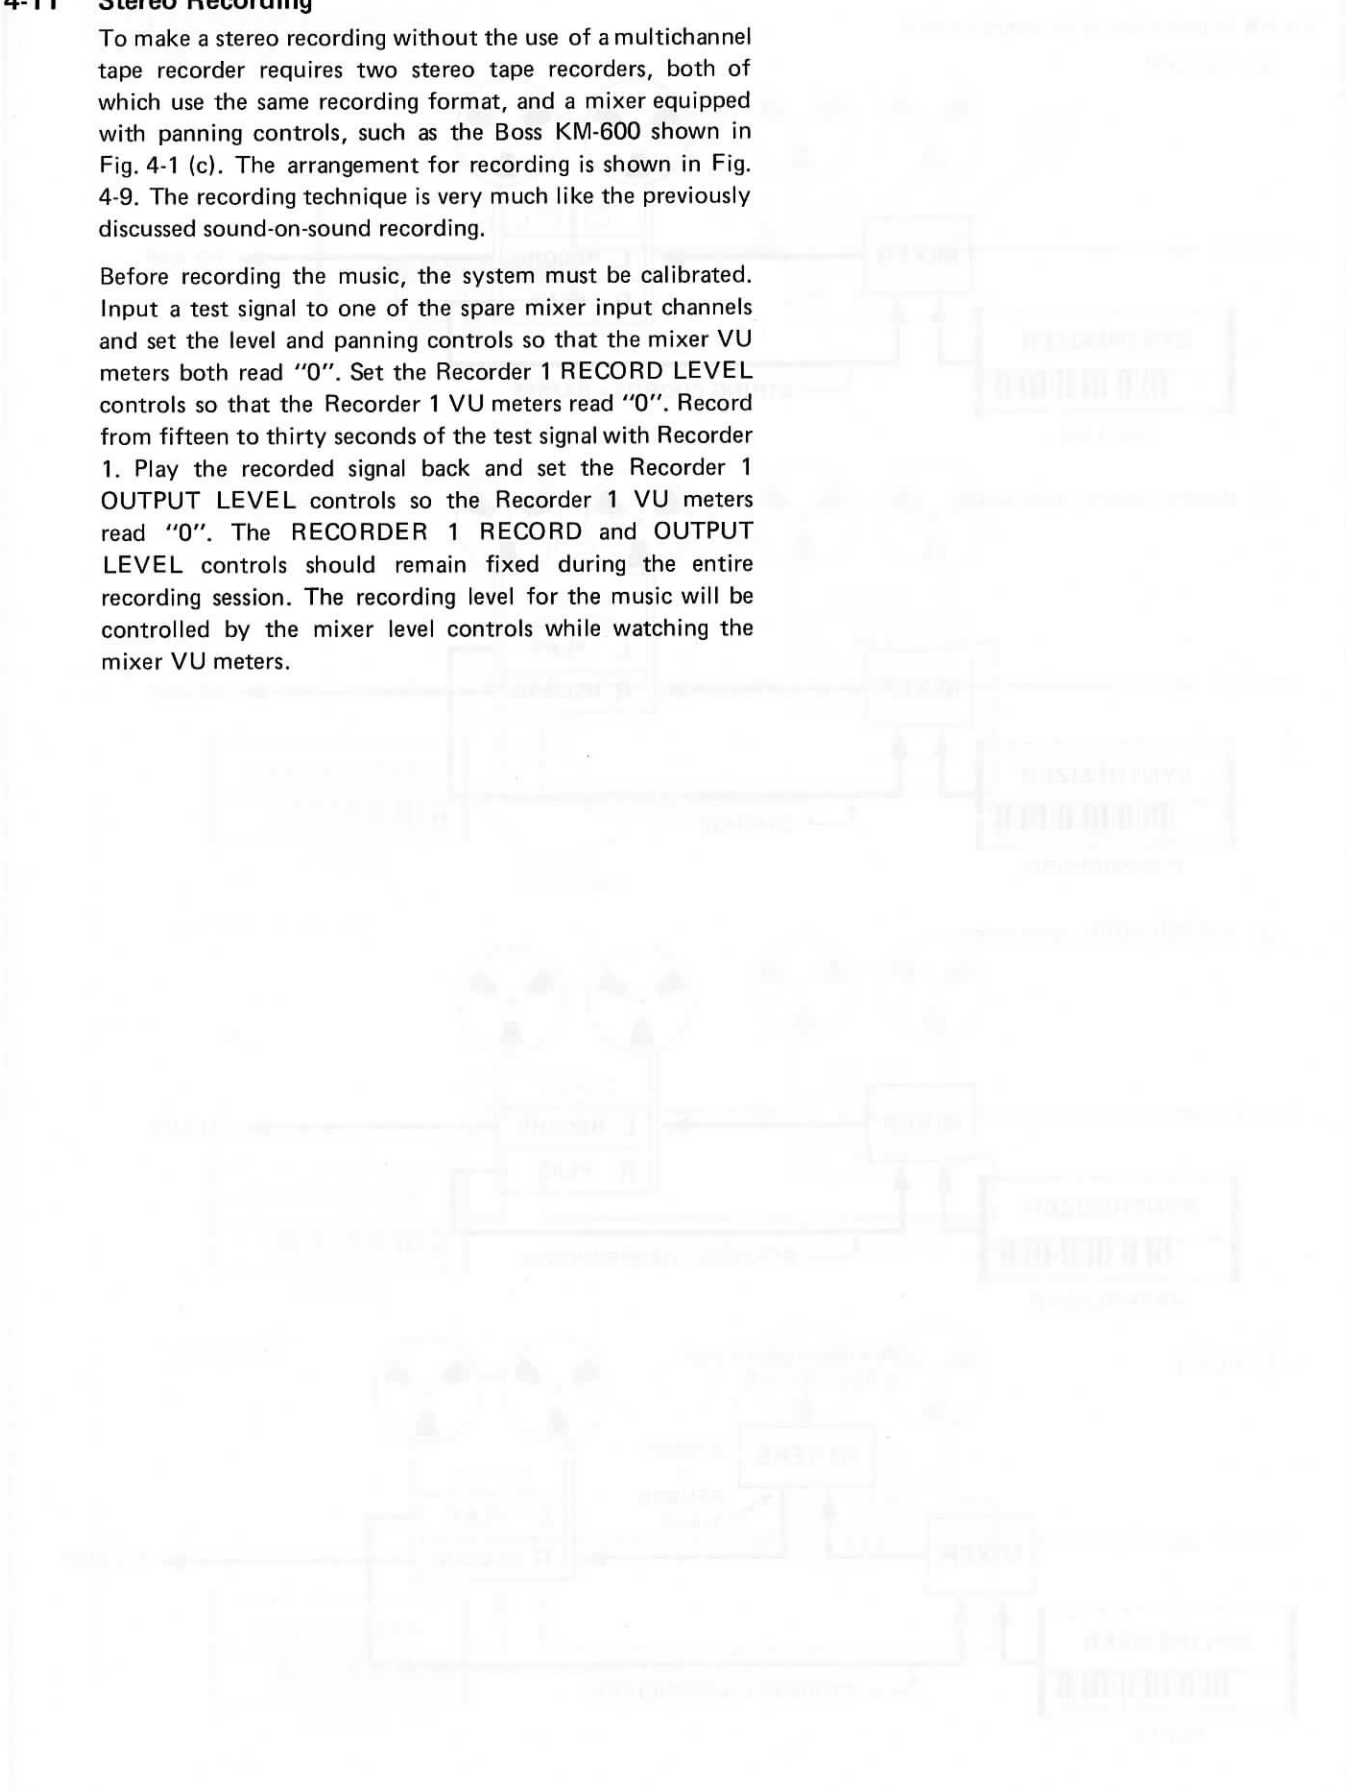 4-11 Stereo Recording
To make a stereo recording without the use of a multichannel
tape recorder requires two stereo tape recorders, both of
which use the same recording format, and a mixer equipped
with panning controls, such as the Boss KM-600 shown in
Fig. 4-1 (c). The arrangement for recording is shown in Fig.
4-9. The recording technique is very much like the previously
discussed sound-on-sound recording.
Before recording the music, the system must be calibrated.
Input a test signal to one of the spare mixer input channels
and set the level and panning controls so that the mixer VU
meters both read "0". Set the Recorder 1 RECORD LEVEL
controls so that the Recorder 1 VU meters read "0". Record
from fifteen to thirty seconds of the test signal with Recorder
1. Play the recorded signal back and set the Recorder 1
OUTPUT LEVEL controls so the Recorder 1 VU meters
read "0". The RECORDER 1 RECORD and OUTPUT
LEVEL controls should remain fixed during the entire
recording session. The recording level for the music will be
controlled by the mixer level controls while watching the
mixer VU meters.